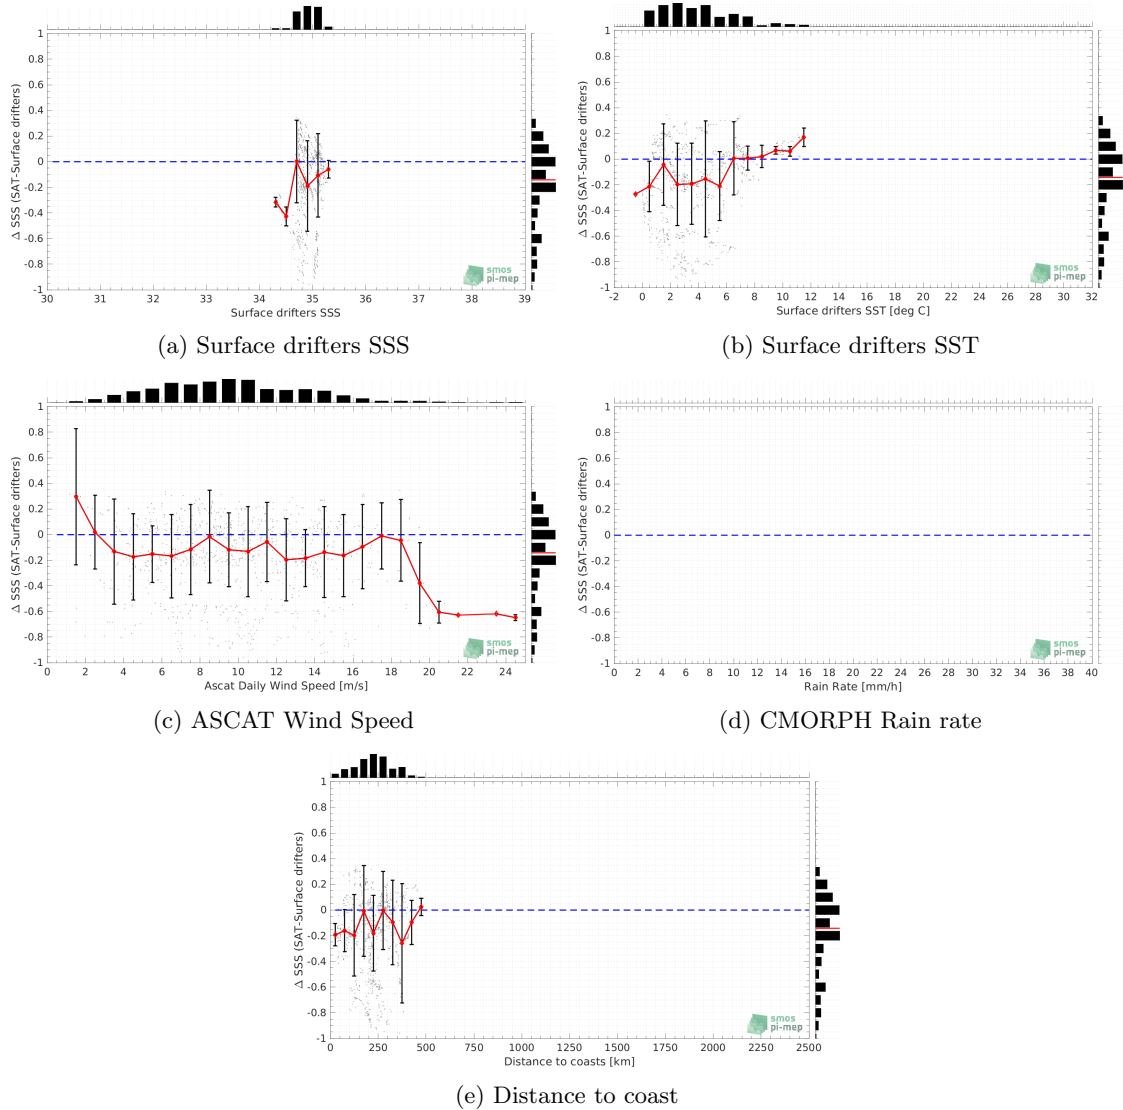 1
0.8
0.6
0.4
0.2
0
-0.2
-0.4
-0.6
-0.8
-1
Δ SSS (SAT-Surface drifters)
30 31 32 33 34 35 36 37 38 39
Surface drifters SSS
smos
pi-mep
(a) Surface drifters SSS
1
0.8
0.6
0.4
0.2
0
-0.2
-0.4
-0.6
-0.8
-1
Δ SSS (SAT-Surface drifters)
-2 0 2 4 6 8 10 12 14 16 18 20 22 24 26 28 30 32
Surface drifters SST [deg C]
smos
pi-mep
(b) Surface drifters SST
1
0.8
0.6
0.4
0.2
0
-0.2
-0.4
-0.6
-0.8
-1
Δ SSS (SAT-Surface drifters)
0 2 4 6 8 10 12 14 16 18 20 22 24
Ascat Daily Wind Speed [m/s]
smos
pi-mep
(c) ASCAT Wind Speed
1
0.8
0.6
0.4
0.2
0
-0.2
-0.4
-0.6
-0.8
-1
Δ SSS (SAT-Surface drifters)
0 2 4 6 8 10 12 14 16 18 20 22 24 26 28 30 32 34 36 38 40
Rain Rate [mm/h]
smos
pi-mep
(d) CMORPH Rain rate
1
0.8
0.6
0.4
0.2
0
-0.2
-0.4
-0.6
-0.8
-1
Δ SSS (SAT-Surface drifters)
0 250 500 750 1000 1250 1500 1750 2000 2250 2500
Distance to coasts [km]
smos
pi-mep
(e) Distance to coast